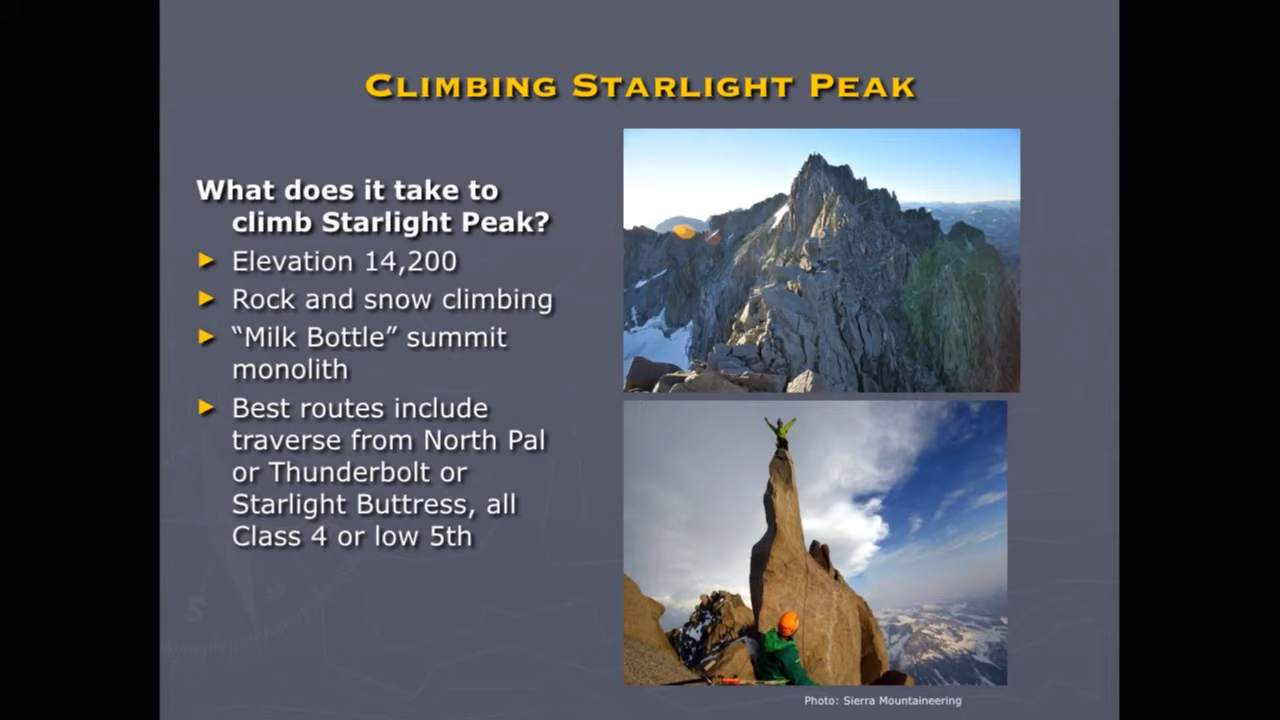 CLIMBING STARLIGHT PEAK
What does it take to
climb Starlight Peak?
► Elevation 14,200
► Rock and snow climbing
► “Milk Bottle” summit
monolith
► Best routes include
traverse from North Pal
or Thunderbolt or
Starlight Buttress, all
Class 4 or low 5th
Photo: Sierra Mountaineering